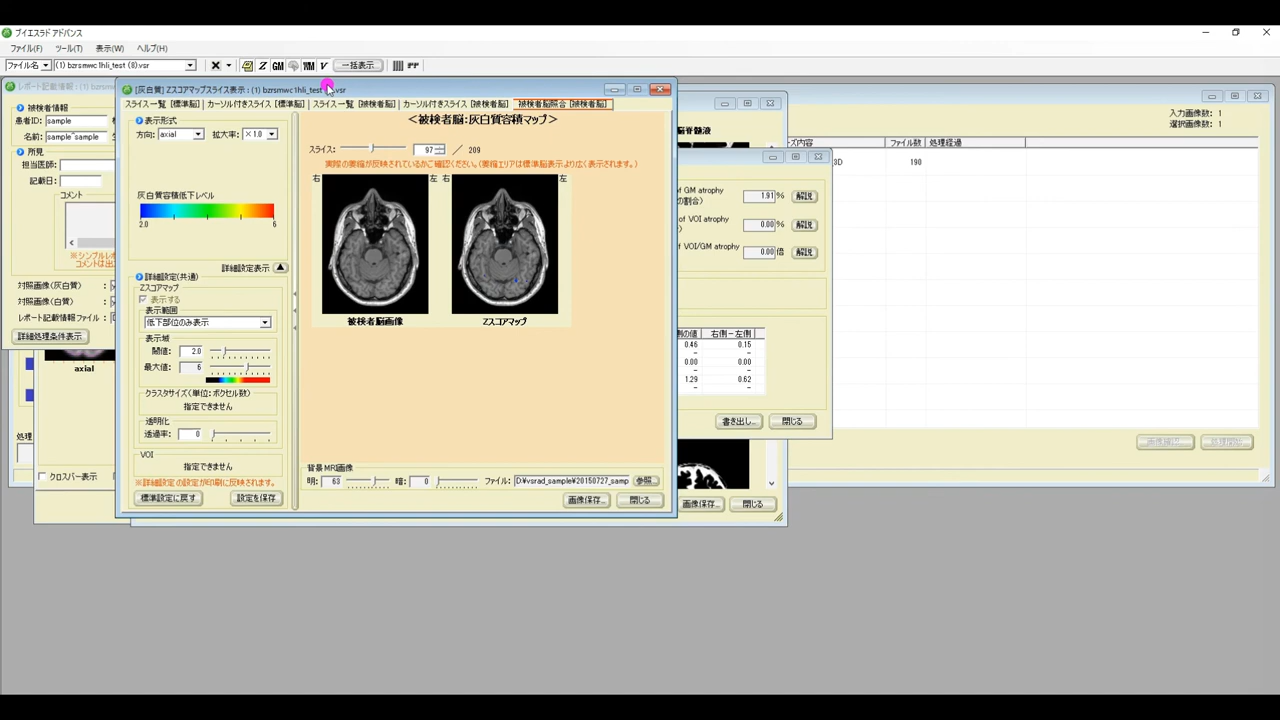 ブイエスラド アドバンス
ファイル(F) ツール(T) 表示(W) ヘルプ(H)
ファイル名 (1) bzrsmwc1hli_test (8).vsr Z GM WM V 一括表示
レポート記載情報 : (1) bzrsmwc
被検者情報
患者ID: sample
名前: sample^sample
所見
担当医師:
記載日:
コメント
対照画像(灰白質) :
対照画像(白質) :
レポート記載情報ファイル :
詳細処理条件表示
axial
処理
クロスバー表示
[灰白質] Zスコアマップスライス表示 : (1) bzrsmwc1hli_test .vsr
スライス一覧 [標準脳] カーソル付きスライス [標準脳] スライス一覧 [被検者脳] カーソル付きスライス [被検者脳] 被検者脳照合 [被検者脳]
表示形式
方向: axial 拡大率: ×1.0
灰白質容積低下レベル
2.0 6
詳細設定表示
詳細設定(共通)
Zスコアマップ
表示する
表示範囲
低下部位のみ表示
表示域
閾値: 2.0
最大値: 6
クラスタサイズ(単位:ボクセル数)
指定できません
透明化
透過率: 0
VOI
指定できません
※詳細設定の設定が印刷に反映されます。
標準設定に戻す 設定を保存
＜被検者脳:灰白質容積マップ＞
スライス: 97 ／ 209
実際の萎縮が反映されているかご確認ください。(萎縮エリアは標準脳表示より広く表示されます。)
右 左 右 左
被検者脳画像 Zスコアマップ
背景MRI画像
明: 63 暗: 0 ファイル: D:¥vsrad_sample¥20150727_samp 参照...
画像保存... 閉じる
脳脊髄液
of GM atrophy
の割合) 1.91 % 解説
of VOI atrophy
0.00 % 解説
of VOI/GM atrophy
0.00 倍 解説
側の値 右側－左側
0.46 0.15
－ －
0.00 0.00
－ －
1.29 0.62
－ －
書き出し... 閉じる
画像保存... 閉じる
入力画像数: 1
選択画像数: 1
ズ内容 ファイル数 処理経過
3D 190